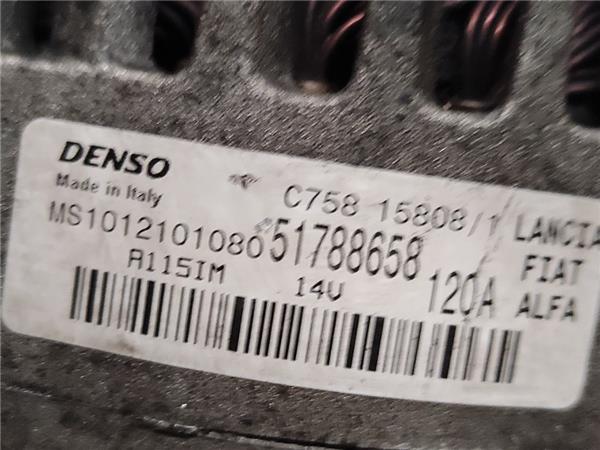 DENSO
Made in Italy
C758 15808/1
MS1012101080
51788658
A115IM
14V
120A
LANCIA
FIAT
ALFA